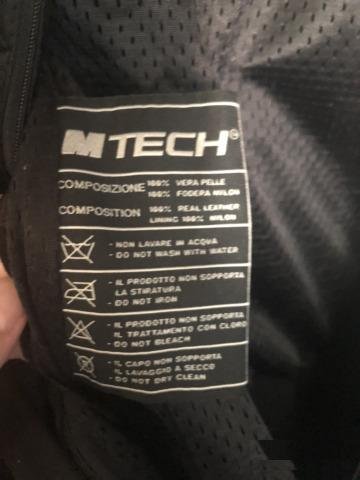 MTECH
COMPOSIZIONE 100% VERA PELLE
100% FODERA NYLON
COMPOSITION 100% REAL LEATHER
LINING 100% NYLON
- NON LAVARE IN ACQUA
- DO NOT WASH WITH WATER
- IL PRODOTTO NON SOPPORTA
LA STIRATURA
- DO NOT IRON
- IL PRODOTTO NON SOPPORTA
IL TRATTAMENTO CON CLORO
- DO NOT BLEACH
- IL CAPO NON SOPPORTA
IL LAVAGGIO A SECCO
- DO NOT DRY CLEAN